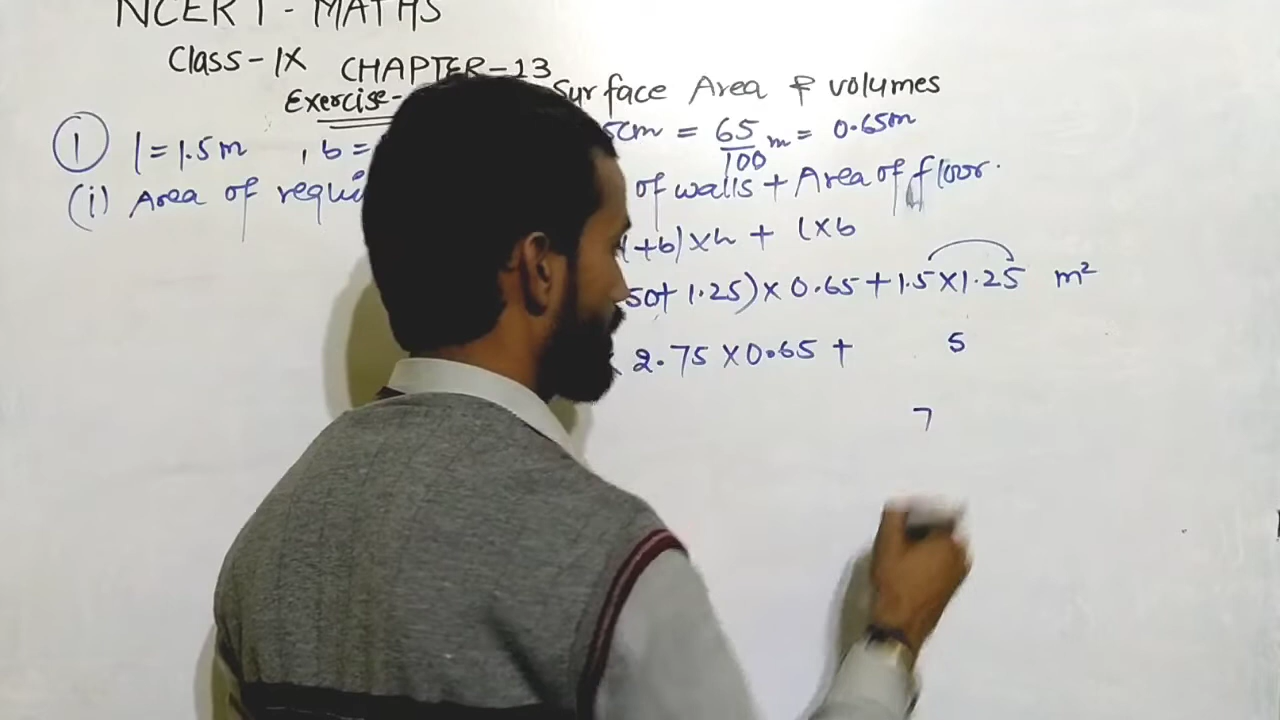 NCERT - MATHS
Class-IX CHAPTER-13
Exercise- Surface Area & volumes
① l = 1.5m , b = 5cm = 65/100 m = 0.65m
(i) Area of requi of walls + Area of floor.
l+b)×h + l×b
50+1.25)×0.65+1.5×1.25 m²
2.75×0.65+ 5
7